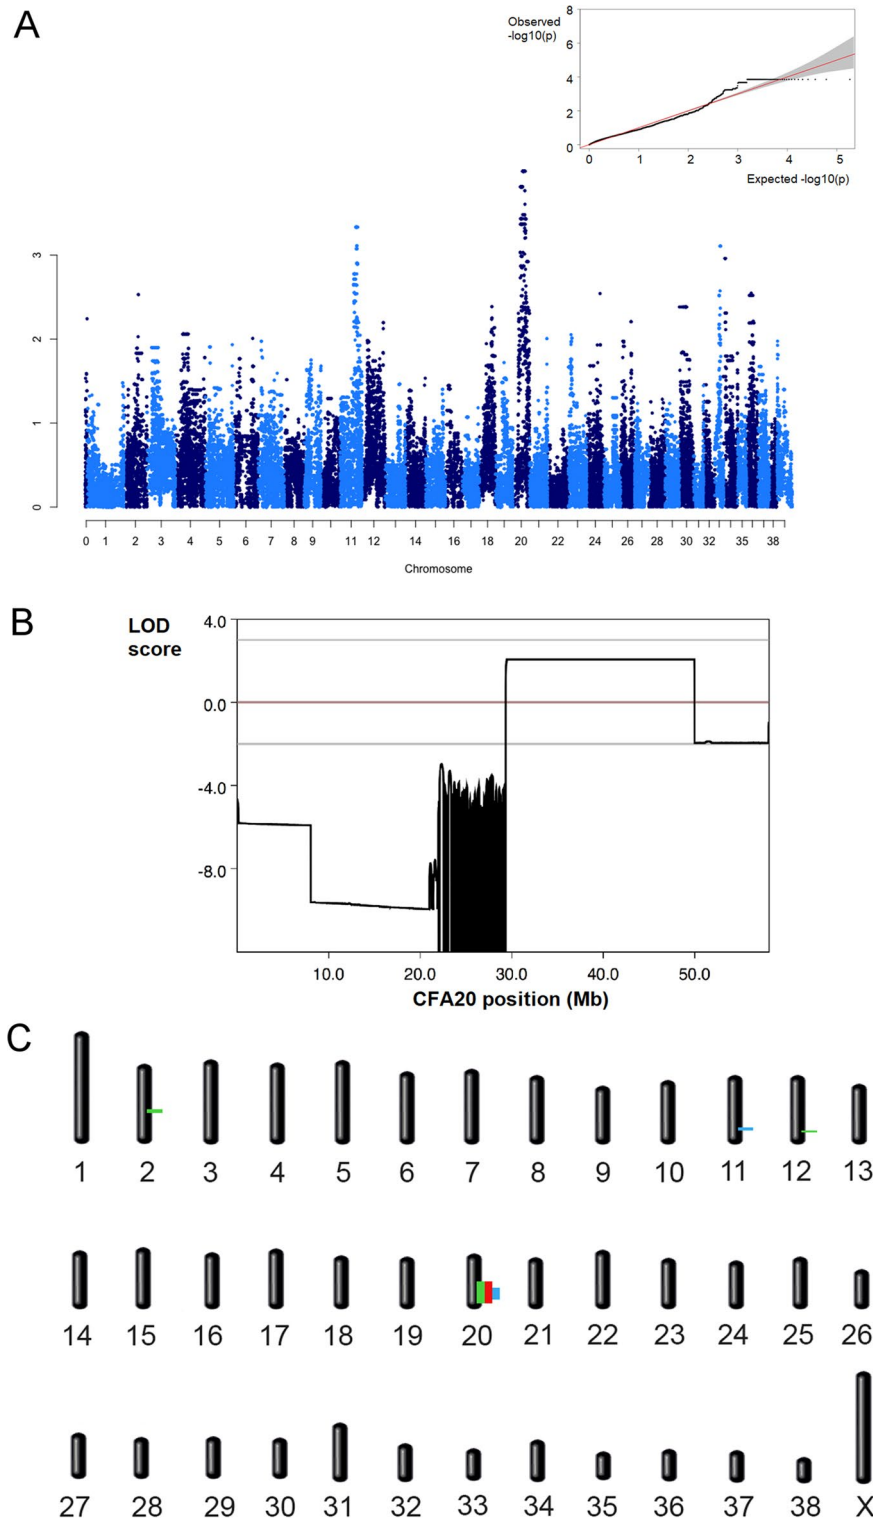 A
Observed
-log10(p)
8
6
4
2
0
0 1 2 3 4 5
Expected -log10(p)
3
2
1
0
0 1 2 3 4 5 6 7 8 9 11 12 14 16 18 20 22 24 26 28 30 32 35 38
Chromosome
B
LOD
score
4.0
0.0
-4.0
-8.0
10.0 20.0 30.0 40.0 50.0
CFA20 position (Mb)
C
1 2 3 4 5 6 7 8 9 10 11 12 13
14 15 16 17 18 19 20 21 22 23 24 25 26
27 28 29 30 31 32 33 34 35 36 37 38 X